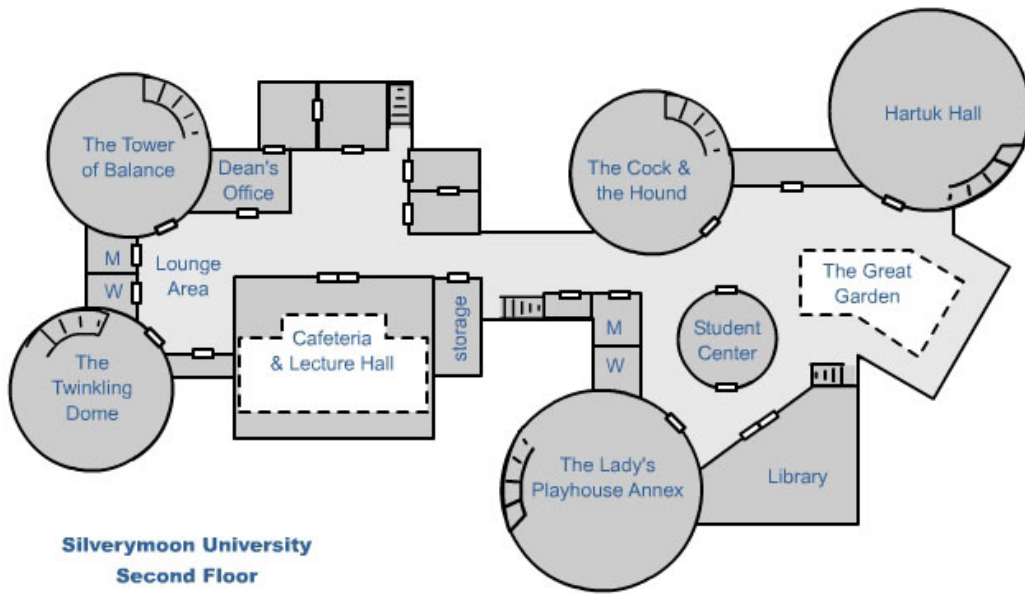 Hartuk Hall
The Tower
of Balance
Dean's
Office
The Cock &
the Hound
M
W
Lounge
Area
The Great
Garden
Cafeteria
& Lecture Hall
storage
M
W
Student
Center
The
Twinkling
Dome
The Lady's
Playhouse Annex
Library
Silverymoon University
Second Floor